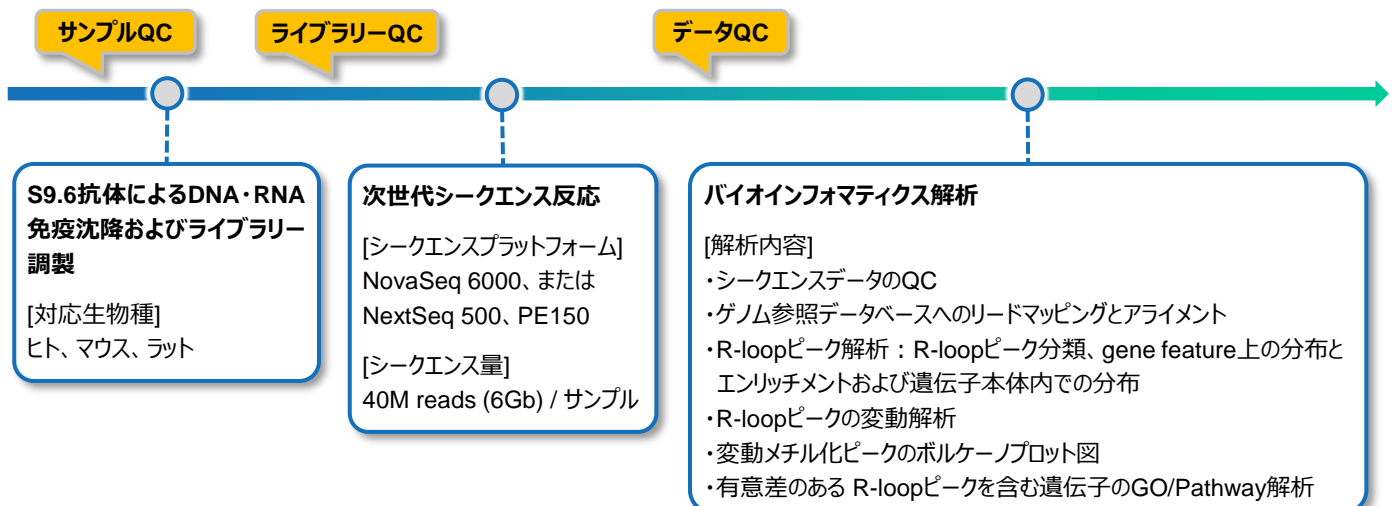 サンプルQC
ライブラリーQC
データQC
S9.6抗体によるDNA・RNA
免疫沈降およびライブラリー
調製
[対応生物種]
ヒト、マウス、ラット
次世代シークエンス反応
[シークエンスプラットフォーム]
NovaSeq 6000、または
NextSeq 500、PE150
[シークエンス量]
40M reads (6Gb) / サンプル
バイオインフォマティクス解析
[解析内容]
・シークエンスデータのQC
・ゲノム参照データベースへのリードマッピングとアライメント
・R-loopピーク解析：R-loopピーク分類、gene feature上の分布と
エンリッチメントおよび遺伝子本体内での分布
・R-loopピークの変動解析
・変動メチル化ピークのボルケーノプロット図
・有意差のある R-loopピークを含む遺伝子のGO/Pathway解析